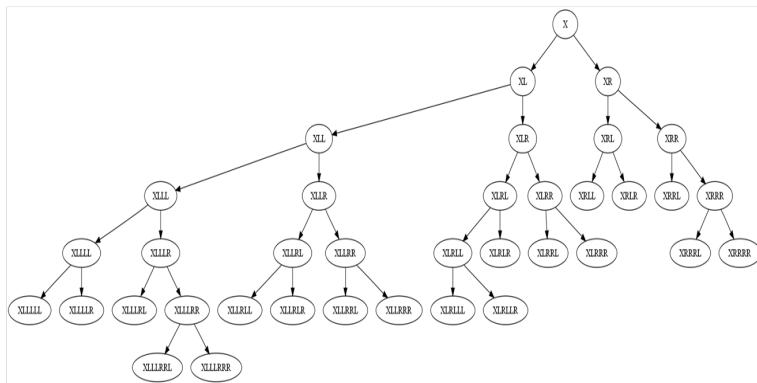 X
XL XR
XLL XLR XRL XRR
XLLL XLLR XLRL XLRR XRLL XRLR XRRL XRRR
XLLLL XLLLR XLLRL XLLRR XLRLL XLRLR XLRRL XLRRR XRRRL XRRRR
XLLLLL XLLLLR XLLLRL XLLLRR XLLRLL XLLRLR XLLRRL XLLRRR XLRLLL XLRLLR
XLLLRRL XLLLRRR